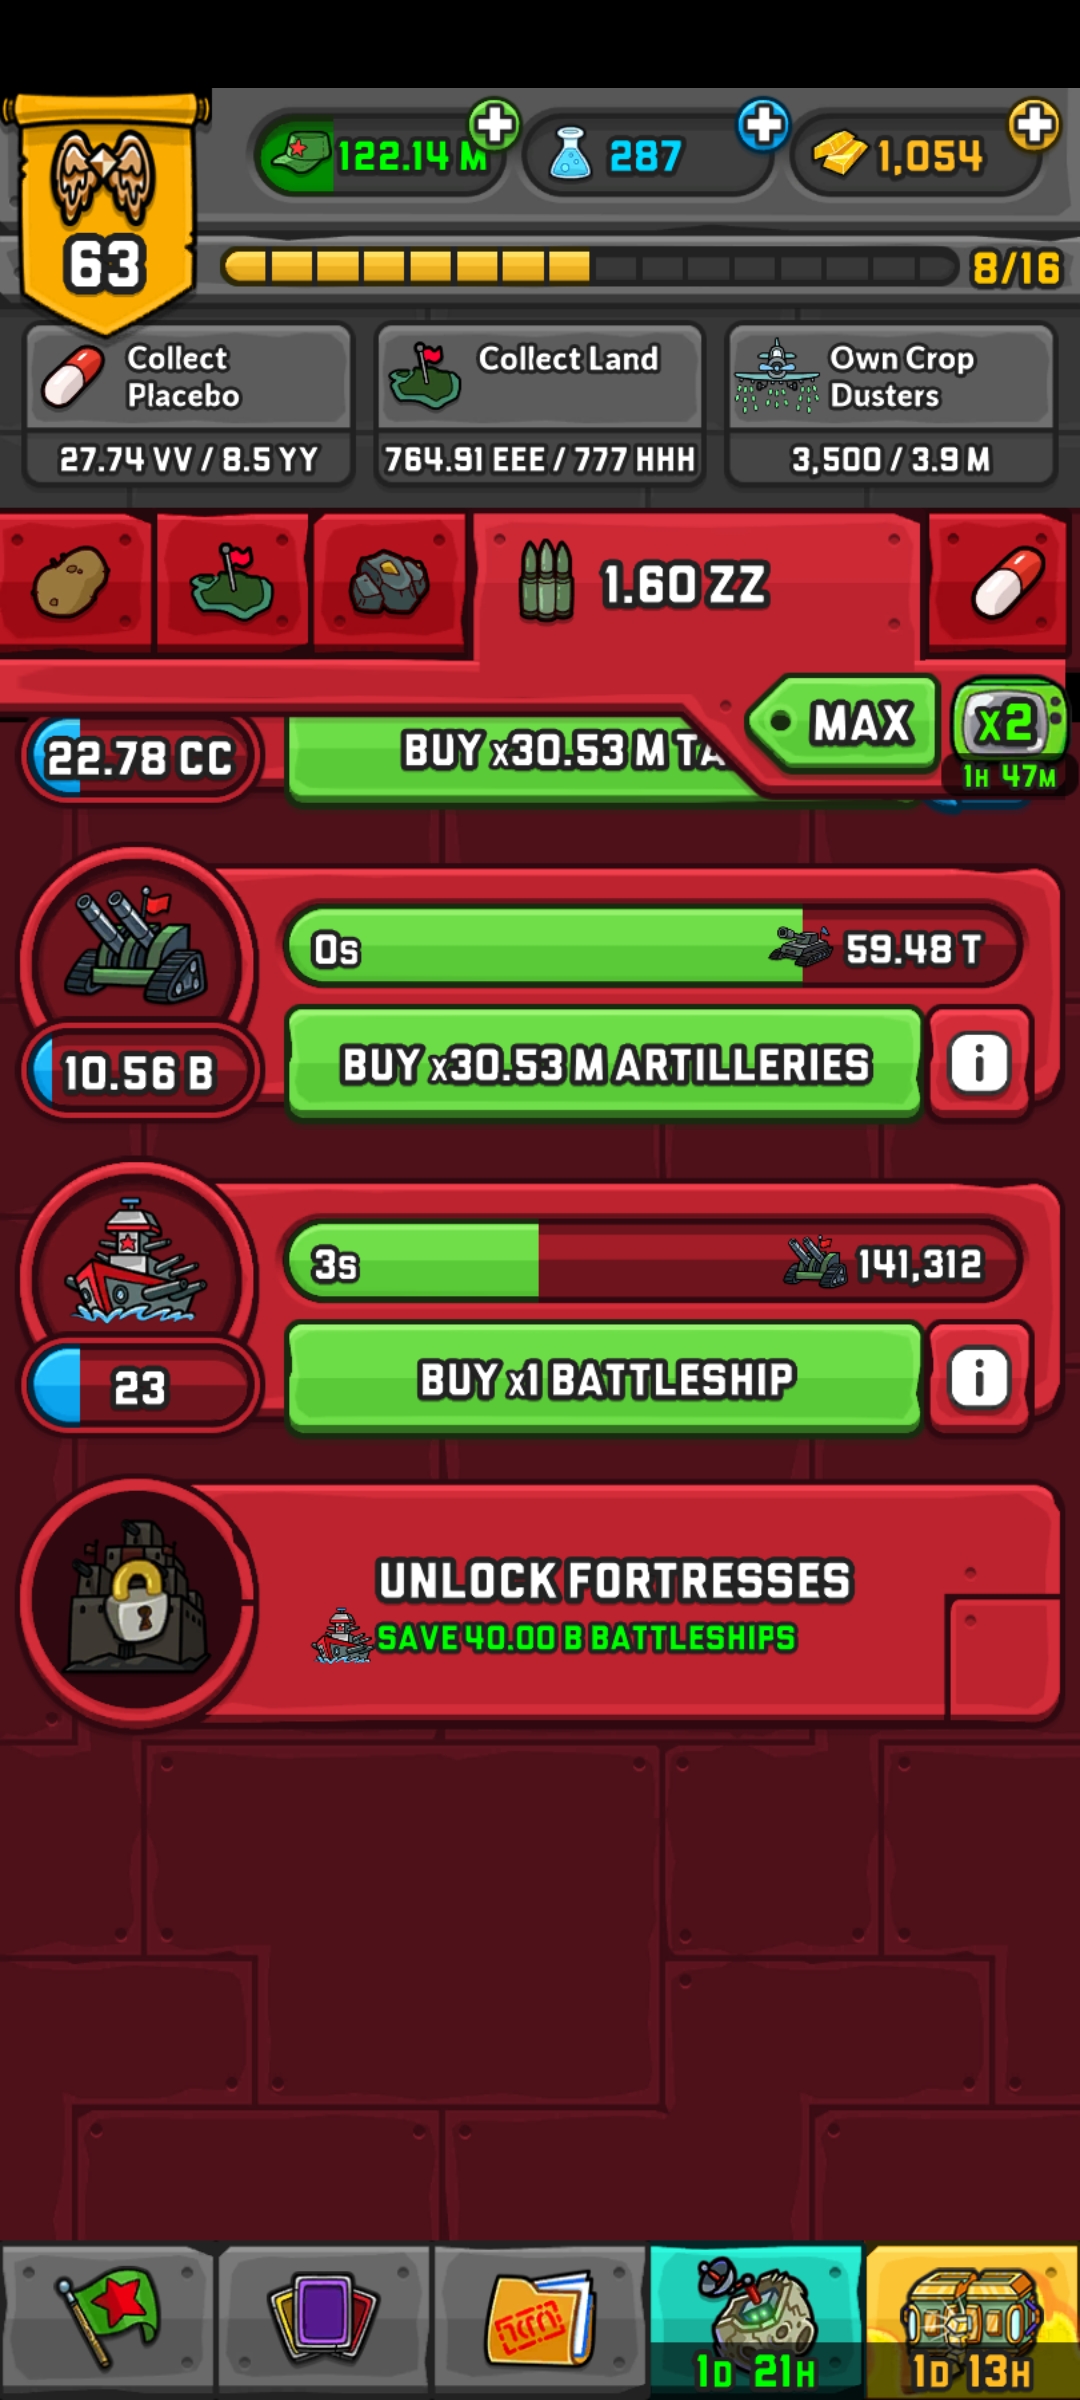 122.14 M
287
1,054
63
8/16
Collect
Placebo
27.74 VV / 8.5 YY
Collect Land
764.91 EEE / 777 HHH
Own Crop
Dusters
3,500 / 3.9 M
1.60 ZZ
MAX
x2
1H 47M
22.78 CC
BUY x30.53 M TA
0s
59.48 T
10.56 B
BUY x30.53 M ARTILLERIES
i
3s
141,312
23
BUY x1 BATTLESHIP
i
UNLOCK FORTRESSES
SAVE 40.00 B BATTLESHIPS
1D 21H
1D 13H